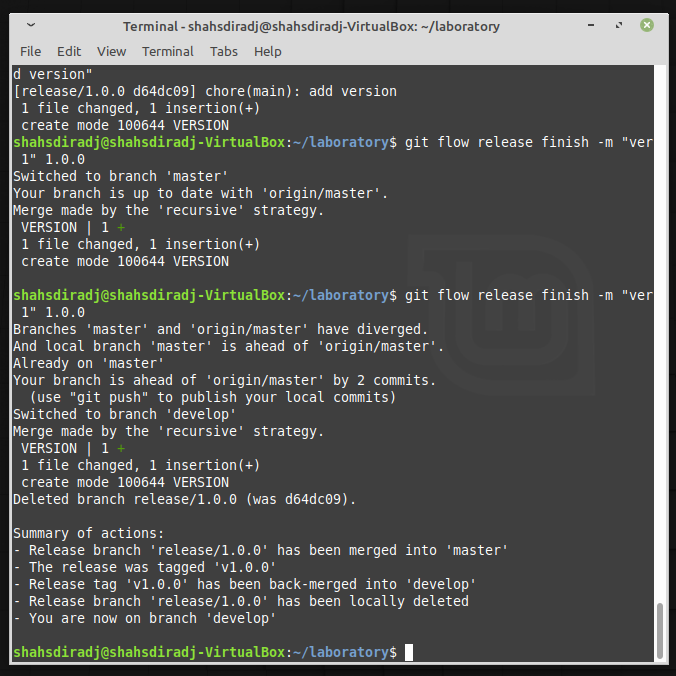 Terminal - shahsdiradj@shahsdiradj-VirtualBox: ~/laboratory
File Edit View Terminal Tabs Help
d version"
[release/1.0.0 d64dc09] chore(main): add version
 1 file changed, 1 insertion(+)
 create mode 100644 VERSION
shahsdiradj@shahsdiradj-VirtualBox:~/laboratory$ git flow release finish -m "ver
 1" 1.0.0
Switched to branch 'master'
Your branch is up to date with 'origin/master'.
Merge made by the 'recursive' strategy.
 VERSION | 1 +
 1 file changed, 1 insertion(+)
 create mode 100644 VERSION
shahsdiradj@shahsdiradj-VirtualBox:~/laboratory$ git flow release finish -m "ver
 1" 1.0.0
Branches 'master' and 'origin/master' have diverged.
And local branch 'master' is ahead of 'origin/master'.
Already on 'master'
Your branch is ahead of 'origin/master' by 2 commits.
  (use "git push" to publish your local commits)
Switched to branch 'develop'
Merge made by the 'recursive' strategy.
 VERSION | 1 +
 1 file changed, 1 insertion(+)
 create mode 100644 VERSION
Deleted branch release/1.0.0 (was d64dc09).
Summary of actions:
- Release branch 'release/1.0.0' has been merged into 'master'
- The release was tagged 'v1.0.0'
- Release tag 'v1.0.0' has been back-merged into 'develop'
- Release branch 'release/1.0.0' has been locally deleted
- You are now on branch 'develop'
shahsdiradj@shahsdiradj-VirtualBox:~/laboratory$